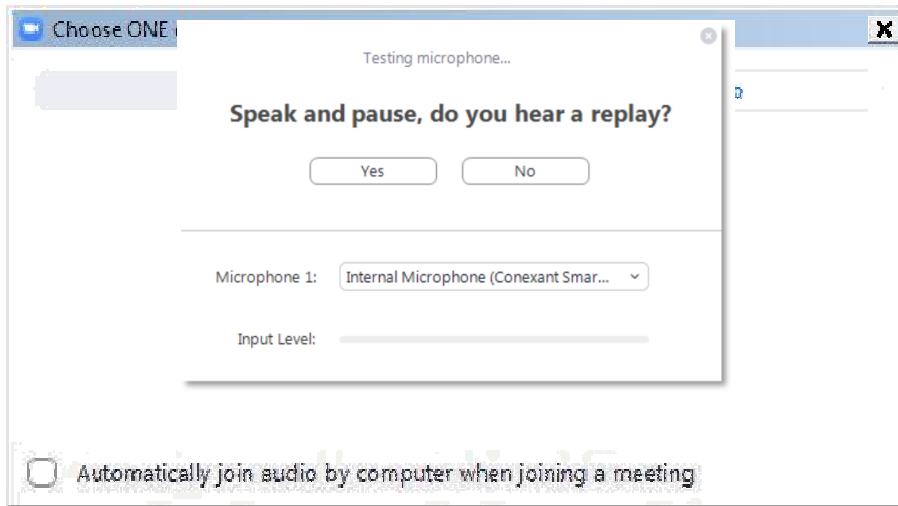 Choose ONE
Testing microphone...
Speak and pause, do you hear a replay?
Yes No
Microphone 1: Internal Microphone (Conexant Smar...
Input Level:
Automatically join audio by computer when joining a meeting